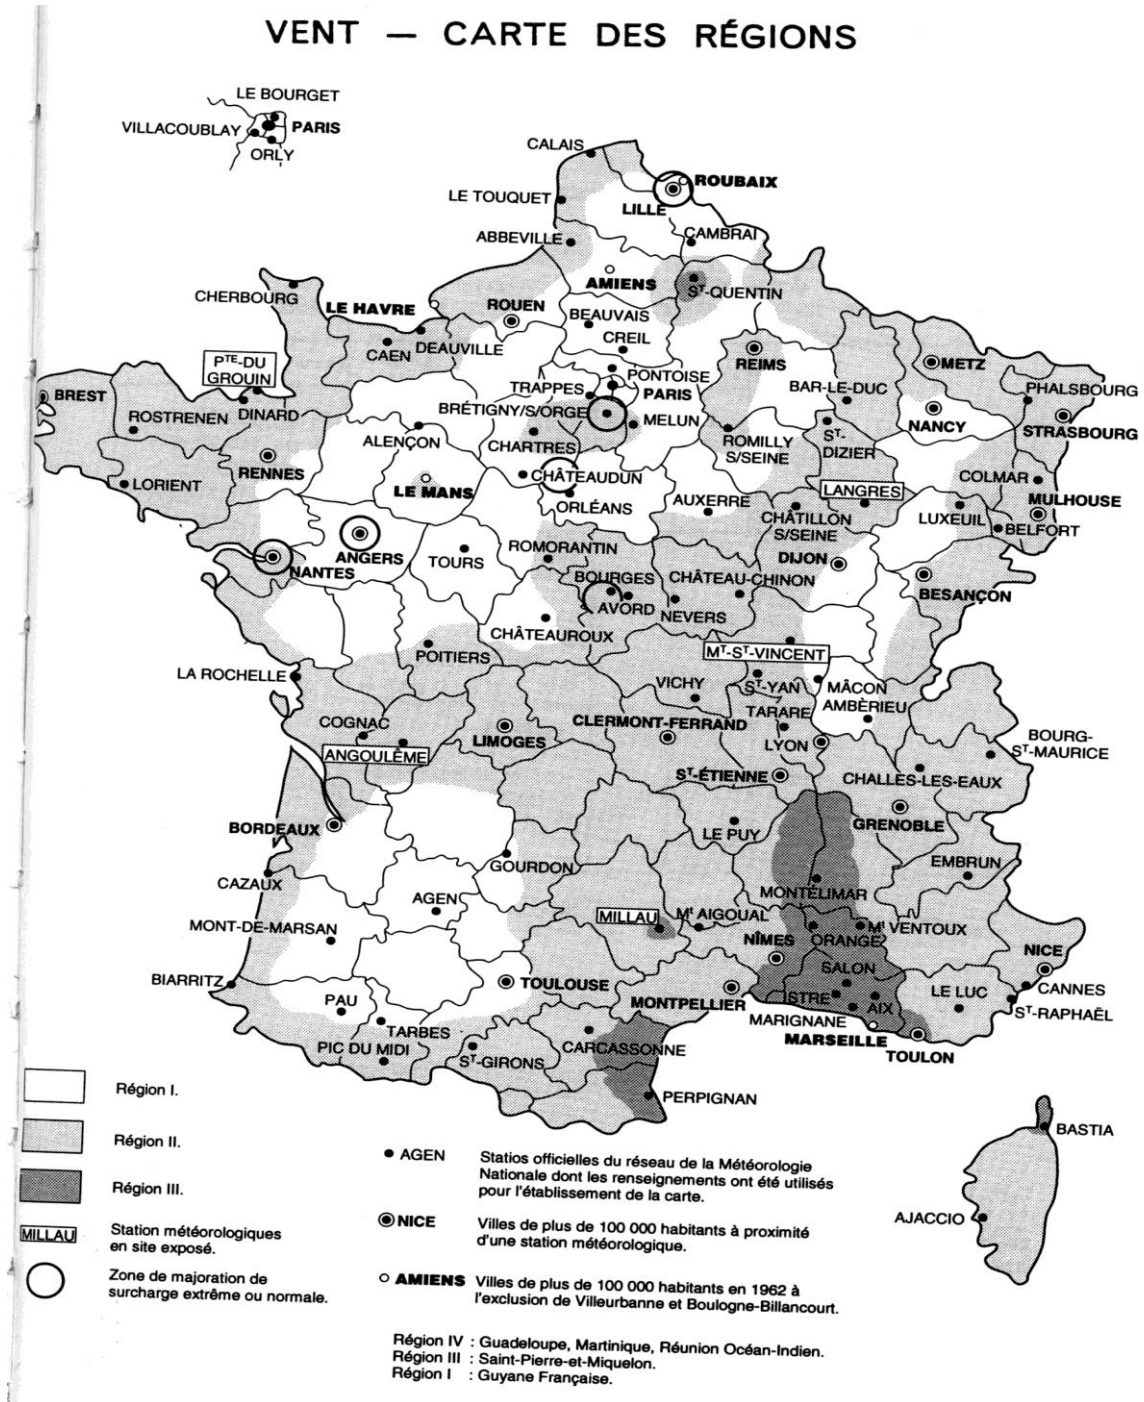 VENT — CARTE DES RÉGIONS
LE BOURGET
VILLACOUBLAY
PARIS
ORLY
CALAIS
ROUBAIX
LE TOUQUET
LILLE
ABBEVILLE
CAMBRAI
AMIENS
ST-QUENTIN
CHERBOURG
LE HAVRE
ROUEN
BEAUVAIS
CREIL
CAEN
DEAUVILLE
REIMS
METZ
PTE-DU
GROUIN
PONTOISE
TRAPPES
PARIS
BAR-LE-DUC
PHALSBOURG
BREST
ROSTRENEN
DINARD
BRÉTIGNY/S/ORGE
MELUN
NANCY
STRASBOURG
ALENÇON
CHARTRES
ROMILLY
S/SEINE
ST-
DIZIER
RENNES
CHÂTEAUDUN
COLMAR
LORIENT
LE MANS
ORLÉANS
AUXERRE
LANGRES
MULHOUSE
CHÂTILLON
S/SEINE
LUXEUIL
BELFORT
ANGERS
NANTES
TOURS
ROMORANTIN
DIJON
BOURGES
CHÂTEAU-CHINON
BESANÇON
AVORD
NEVERS
CHÂTEAUROUX
POITIERS
MT-ST-VINCENT
LA ROCHELLE
VICHY
ST-YAN
MÂCON
AMBÈRIEU
COGNAC
LIMOGES
CLERMONT-FERRAND
TARARE
BOURG-
ST-MAURICE
ANGOULÊME
LYON
ST-ÉTIENNE
CHALLES-LES-EAUX
BORDEAUX
LE PUY
GRENOBLE
GOURDON
EMBRUN
CAZAUX
MONTÉLIMAR
AGEN
MILLAU
Mt AIGOUAL
MONT-DE-MARSAN
NÎMES
ORANGE
Mt VENTOUX
NICE
BIARRITZ
TOULOUSE
SALON
CANNES
PAU
MONTPELLIER
STRE
AIX
LE LUC
ST-RAPHAËL
TARBES
MARIGNANE
MARSEILLE
TOULON
PIC DU MIDI
ST-GIRONS
CARCASSONNE
PERPIGNAN
BASTIA
AJACCIO
Région I.
Région II.
Région III.
MILLAU
Station météorologiques
en site exposé.
Zone de majoration de
surcharge extrême ou normale.
AGEN
Statios officielles du réseau de la Météorologie
Nationale dont les renseignements ont été utilisés
pour l'établissement de la carte.
NICE
Villes de plus de 100 000 habitants à proximité
d'une station météorologique.
AMIENS
Villes de plus de 100 000 habitants en 1962 à
l'exclusion de Villeurbanne et Boulogne-Billancourt.
Région IV : Guadeloupe, Martinique, Réunion Océan-Indien.
Région III : Saint-Pierre-et-Miquelon.
Région I : Guyane Française.